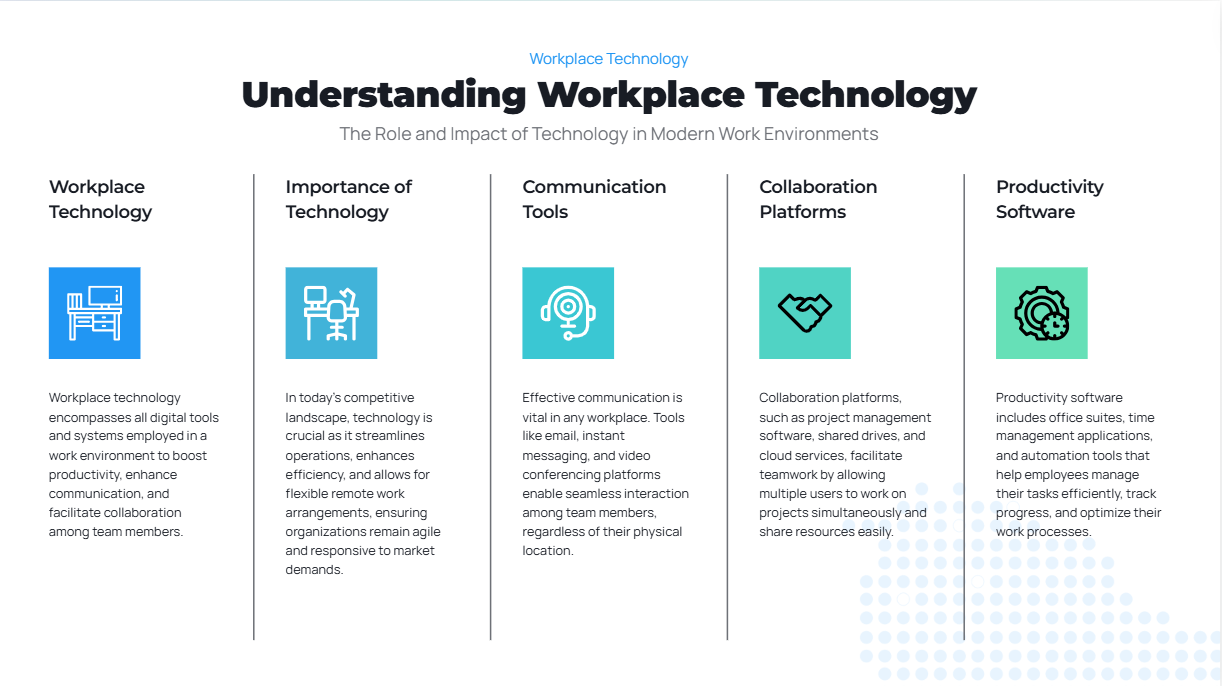 Workplace Technology
Understanding Workplace Technology
The Role and Impact of Technology in Modern Work Environments
Workplace
Technology
Workplace technology
encompasses all digital tools
and systems employed in a
work environment to boost
productivity, enhance
communication, and
facilitate collaboration
among team members.
Importance of
Technology
In today's competitive
landscape, technology is
crucial as it streamlines
operations, enhances
efficiency, and allows for
flexible remote work
arrangements, ensuring
organizations remain agile
and responsive to market
demands.
Communication
Tools
Effective communication is
vital in any workplace. Tools
like email, instant
messaging, and video
conferencing platforms
enable seamless interaction
among team members,
regardless of their physical
location.
Collaboration
Platforms
Collaboration platforms,
such as project management
software, shared drives, and
cloud services, facilitate
teamwork by allowing
multiple users to work on
projects simultaneously and
share resources easily.
Productivity
Software
Productivity software
includes office suites, time
management applications,
and automation tools that
help employees manage
their tasks efficiently, track
progress, and optimize their
work processes.